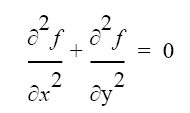 ∂²f/∂x² + ∂²f/∂y² = 0